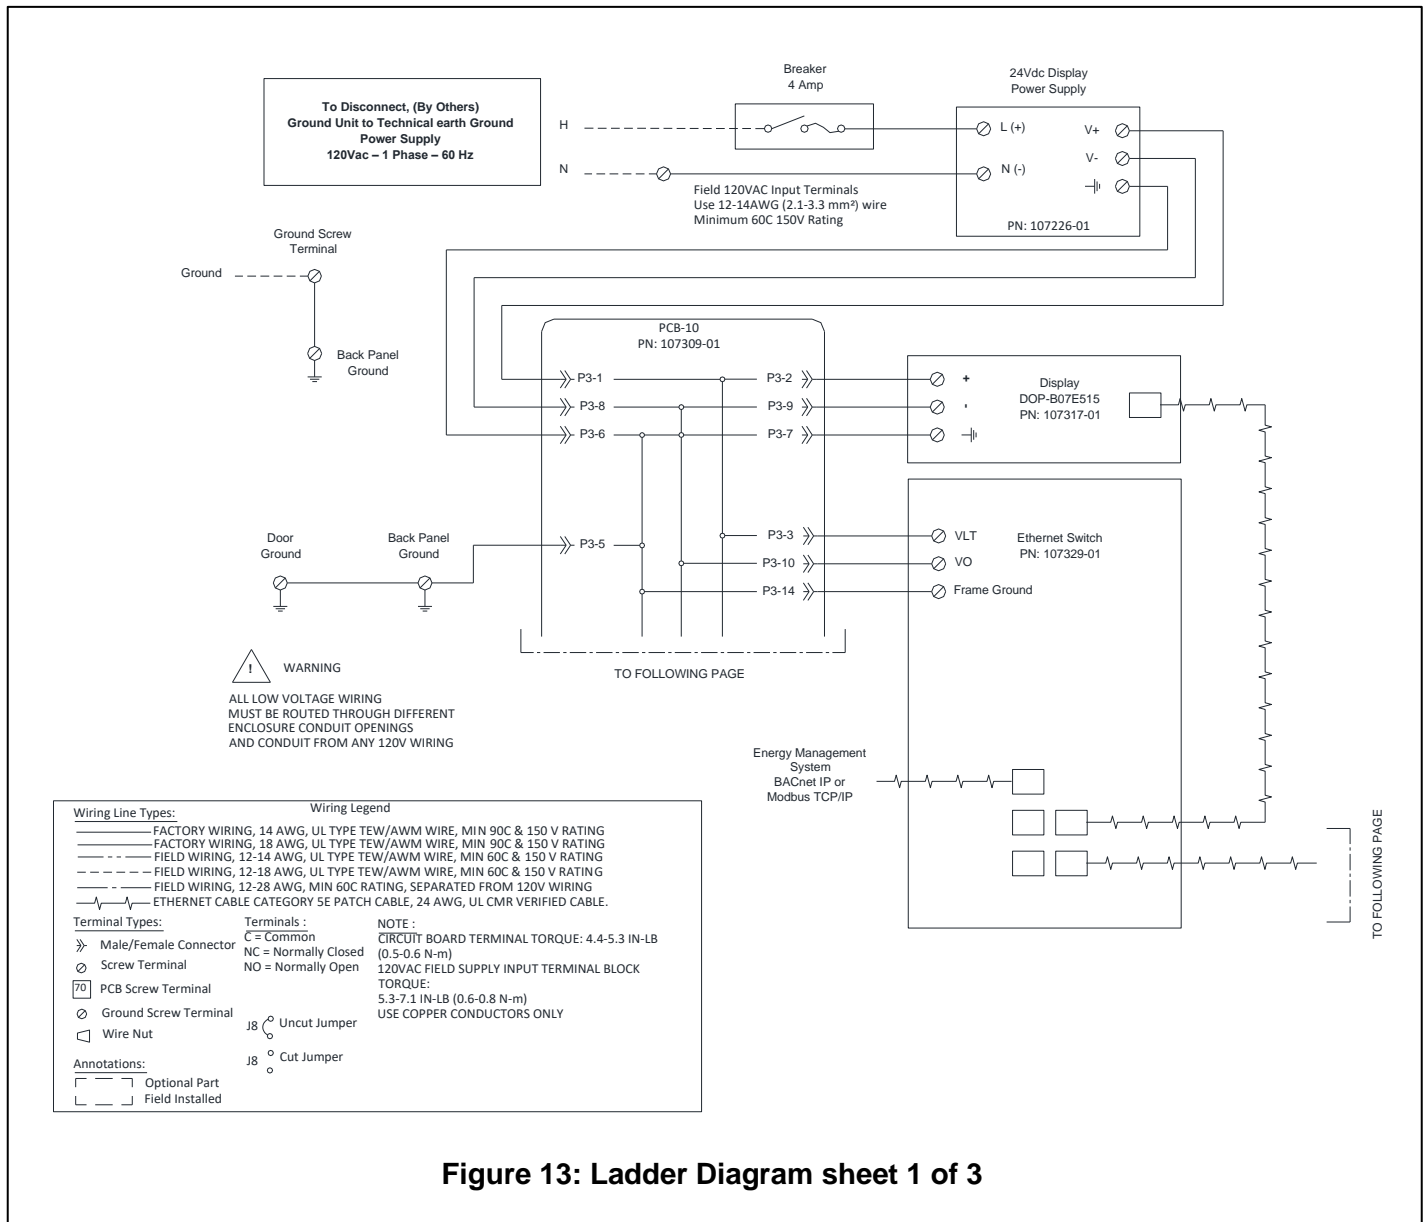 Breaker
4 Amp
24Vdc Display
Power Supply
To Disconnect, (By Others)
Ground Unit to Technical earth Ground
Power Supply
120Vac – 1 Phase – 60 Hz
H
N
L (+)
N (-)
V+
V-
PN: 107226-01
Field 120VAC Input Terminals
Use 12-14AWG (2.1-3.3 mm²) wire
Minimum 60C 150V Rating
Ground Screw
Terminal
Ground
Back Panel
Ground
PCB-10
PN: 107309-01
P3-1
P3-2
P3-8
P3-9
P3-6
P3-7
+
-
Display
DOP-B07E515
PN: 107317-01
Door
Ground
Back Panel
Ground
P3-5
P3-3
P3-10
P3-14
VLT
VO
Frame Ground
Ethernet Switch
PN: 107329-01
TO FOLLOWING PAGE
! WARNING
ALL LOW VOLTAGE WIRING
MUST BE ROUTED THROUGH DIFFERENT
ENCLOSURE CONDUIT OPENINGS
AND CONDUIT FROM ANY 120V WIRING
Energy Management
System
BACnet IP or
Modbus TCP/IP
TO FOLLOWING PAGE
Wiring Legend
Wiring Line Types:
FACTORY WIRING, 14 AWG, UL TYPE TEW/AWM WIRE, MIN 90C & 150 V RATING
FACTORY WIRING, 18 AWG, UL TYPE TEW/AWM WIRE, MIN 90C & 150 V RATING
FIELD WIRING, 12-14 AWG, UL TYPE TEW/AWM WIRE, MIN 60C & 150 V RATING
FIELD WIRING, 12-18 AWG, UL TYPE TEW/AWM WIRE, MIN 60C & 150 V RATING
FIELD WIRING, 12-28 AWG, MIN 60C RATING, SEPARATED FROM 120V WIRING
ETHERNET CABLE CATEGORY 5E PATCH CABLE, 24 AWG, UL CMR VERIFIED CABLE.
Terminal Types:
Male/Female Connector
Screw Terminal
70 PCB Screw Terminal
Ground Screw Terminal
Wire Nut
Annotations:
Optional Part
Field Installed
Terminals :
C = Common
NC = Normally Closed
NO = Normally Open
J8 Uncut Jumper
J8 Cut Jumper
NOTE :
CIRCUIT BOARD TERMINAL TORQUE: 4.4-5.3 IN-LB
(0.5-0.6 N-m)
120VAC FIELD SUPPLY INPUT TERMINAL BLOCK
TORQUE:
5.3-7.1 IN-LB (0.6-0.8 N-m)
USE COPPER CONDUCTORS ONLY
Figure 13: Ladder Diagram sheet 1 of 3